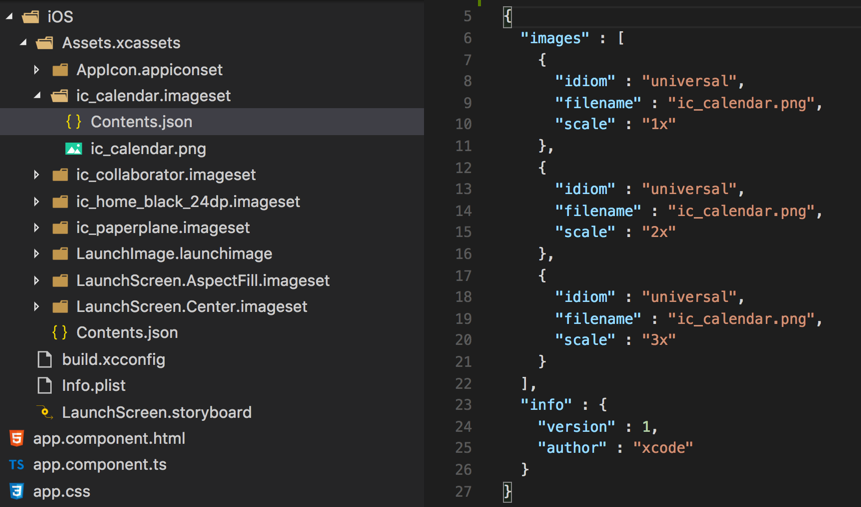 iOS
Assets.xcassets
AppIcon.appiconset
ic_calendar.imageset
{ } Contents.json
ic_calendar.png
ic_collaborator.imageset
ic_home_black_24dp.imageset
ic_paperplane.imageset
LaunchImage.launchimage
LaunchScreen.AspectFill.imageset
LaunchScreen.Center.imageset
{ } Contents.json
build.xcconfig
Info.plist
LaunchScreen.storyboard
5 app.component.html
TS app.component.ts
3 app.css
5 {
6 "images" : [
7 {
8 "idiom" : "universal",
9 "filename" : "ic_calendar.png",
10 "scale" : "1x"
11 },
12 {
13 "idiom" : "universal",
14 "filename" : "ic_calendar.png",
15 "scale" : "2x"
16 },
17 {
18 "idiom" : "universal",
19 "filename" : "ic_calendar.png",
20 "scale" : "3x"
21 }
22 ],
23 "info" : {
24 "version" : 1,
25 "author" : "xcode"
26 }
27 }